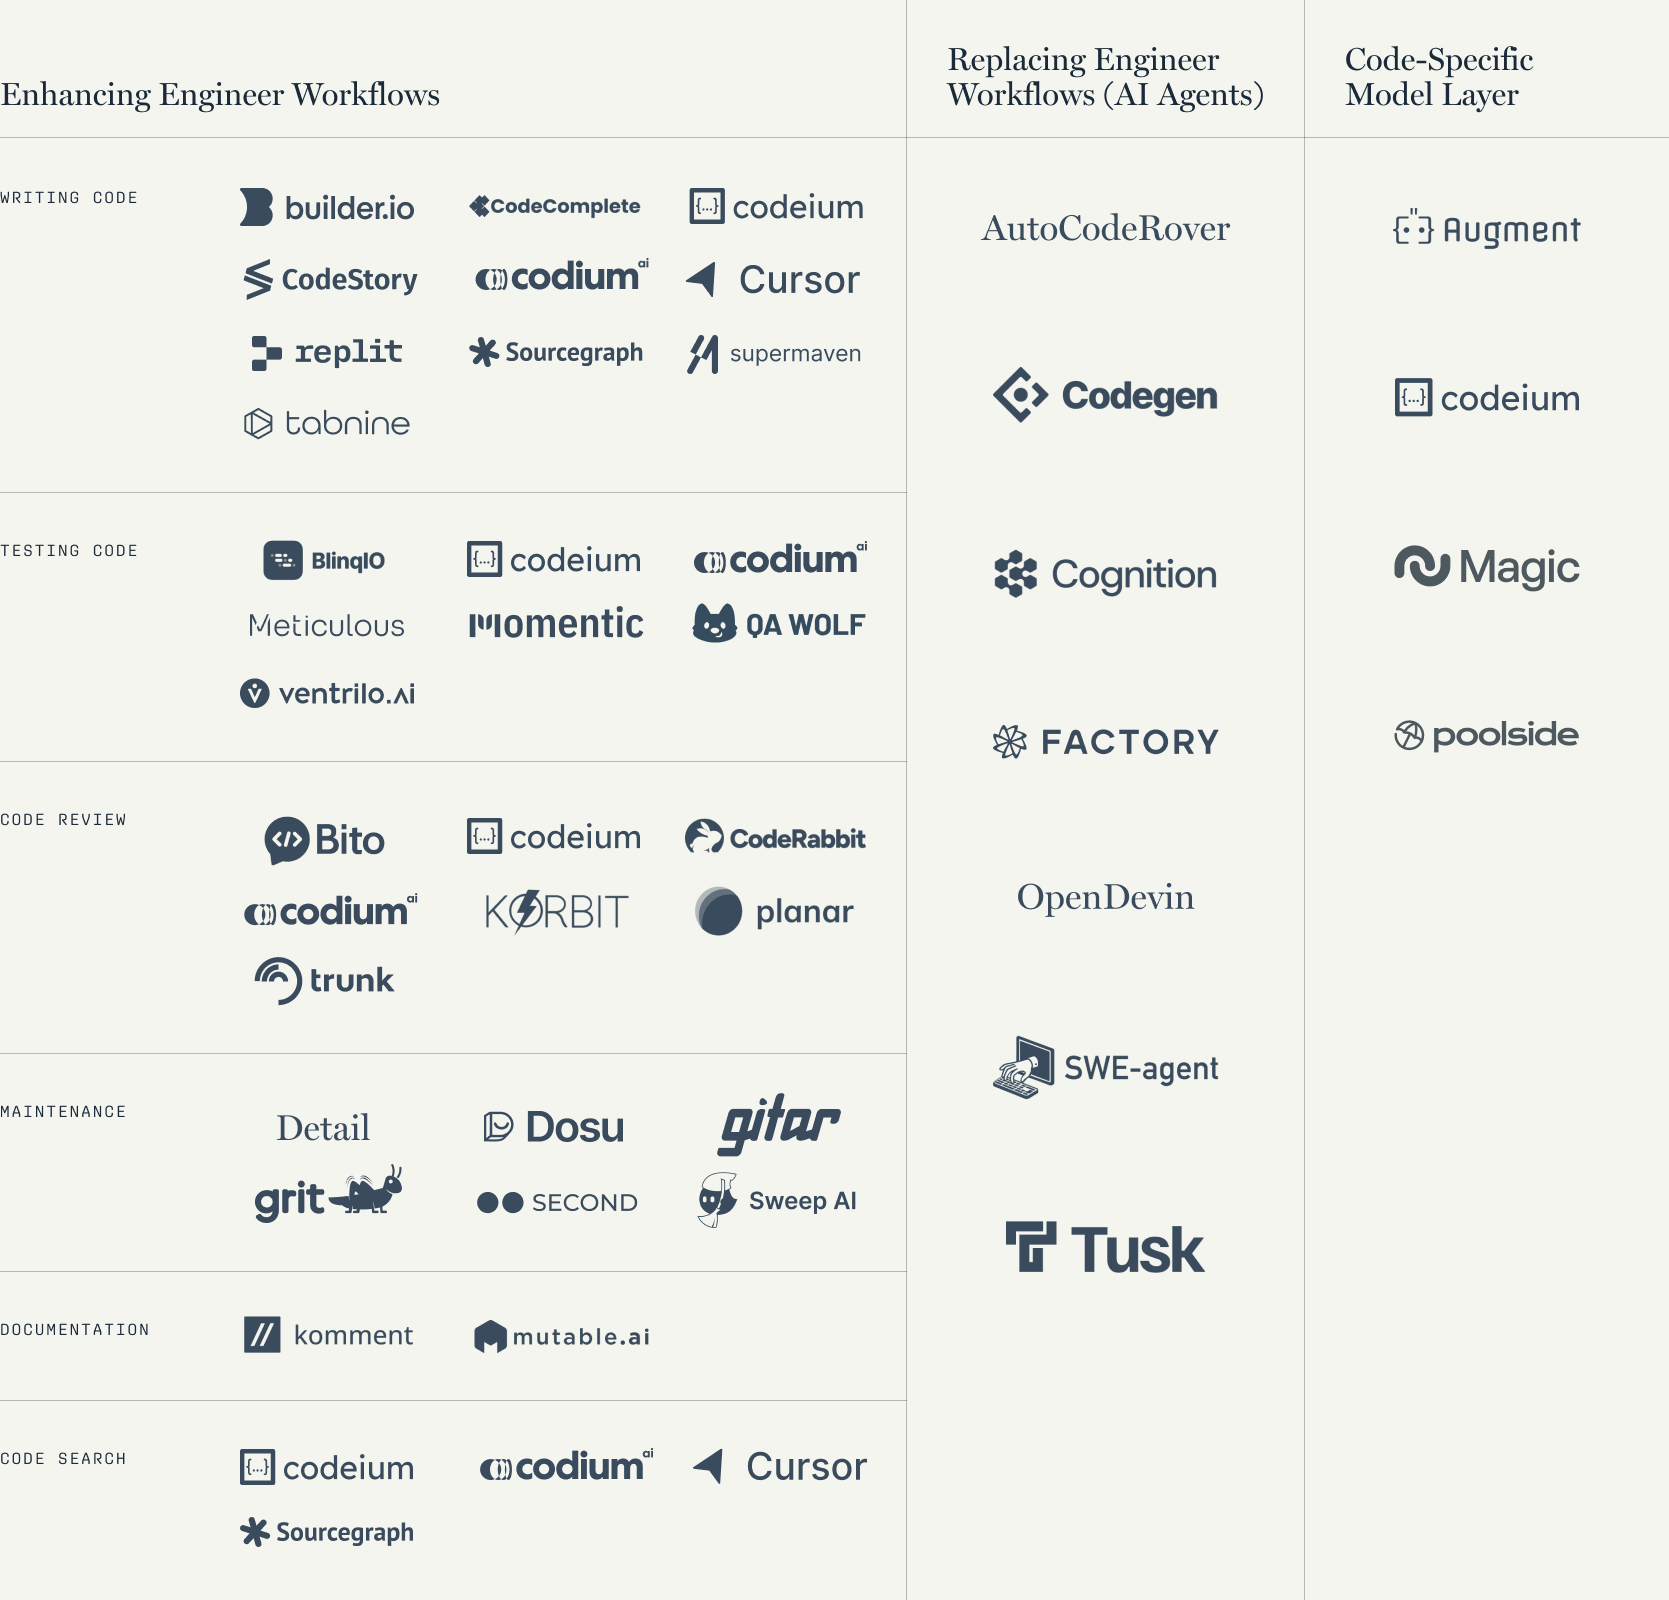 Enhancing Engineer Workflows
Replacing Engineer
Workflows (AI Agents)
Code-Specific
Model Layer
WRITING CODE
builder.io
CodeComplete
codeium
CodeStory
codium ai
Cursor
replit
Sourcegraph
supermaven
tabnine
TESTING CODE
BlinqIO
codeium
codium ai
Meticulous
momentic
QA WOLF
ventrilo.ai
CODE REVIEW
Bito
codeium
CodeRabbit
codium ai
KORBIT
planar
trunk
MAINTENANCE
Detail
Dosu
gitar
grit
SECOND
Sweep AI
DOCUMENTATION
komment
mutable.ai
CODE SEARCH
codeium
codium ai
Cursor
Sourcegraph
AutoCodeRover
Codegen
Cognition
FACTORY
OpenDevin
SWE-agent
Tusk
Augment
codeium
Magic
poolside